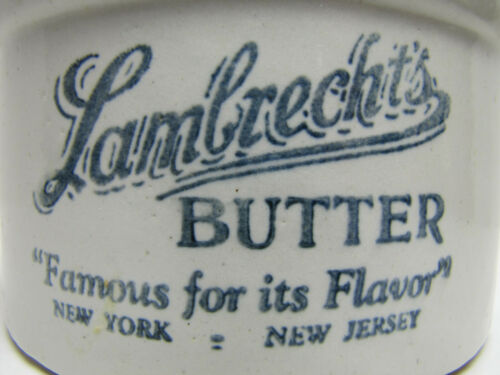 Lambrecht's
BUTTER
"Famous for its Flavor"
NEW YORK - NEW JERSEY